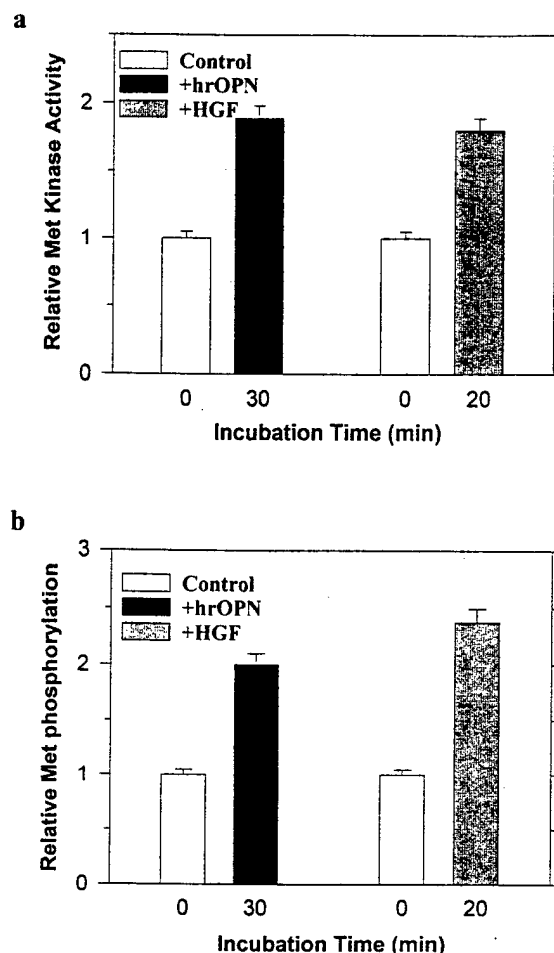 a
Relative Met Kinase Activity
2
1
0
Control
+hrOPN
+HGF
0 30 0 20
Incubation Time (min)
b
Relative Met phosphorylation
3
2
1
0
Control
+hrOPN
+HGF
0 30 0 20
Incubation Time (min)